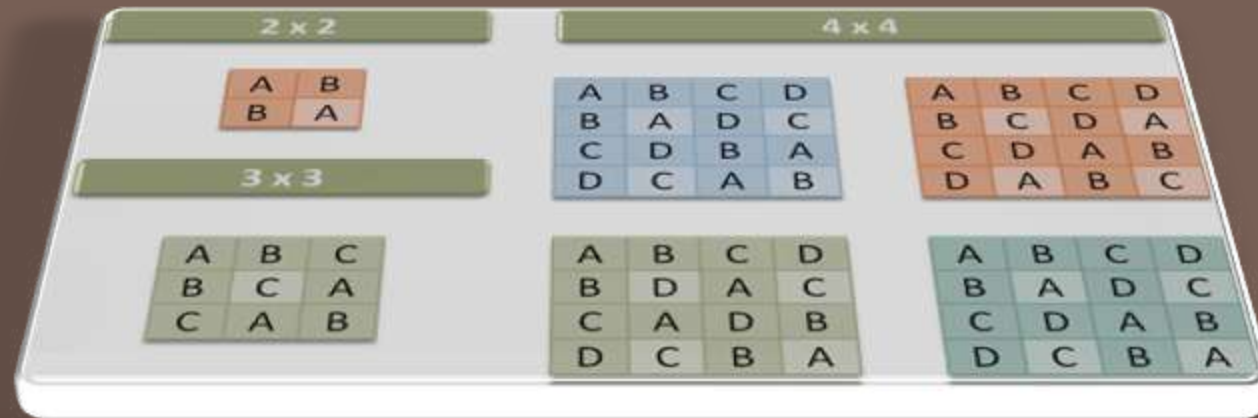 2 x 2
A B
B A
3 x 3
A B C
B C A
C A B
4 x 4
A B C D
B A D C
C D B A
D C A B
A B C D
B C D A
C D A B
D A B C
A B C D
B D A C
C A D B
D C B A
A B C D
B A D C
C D A B
D C B A